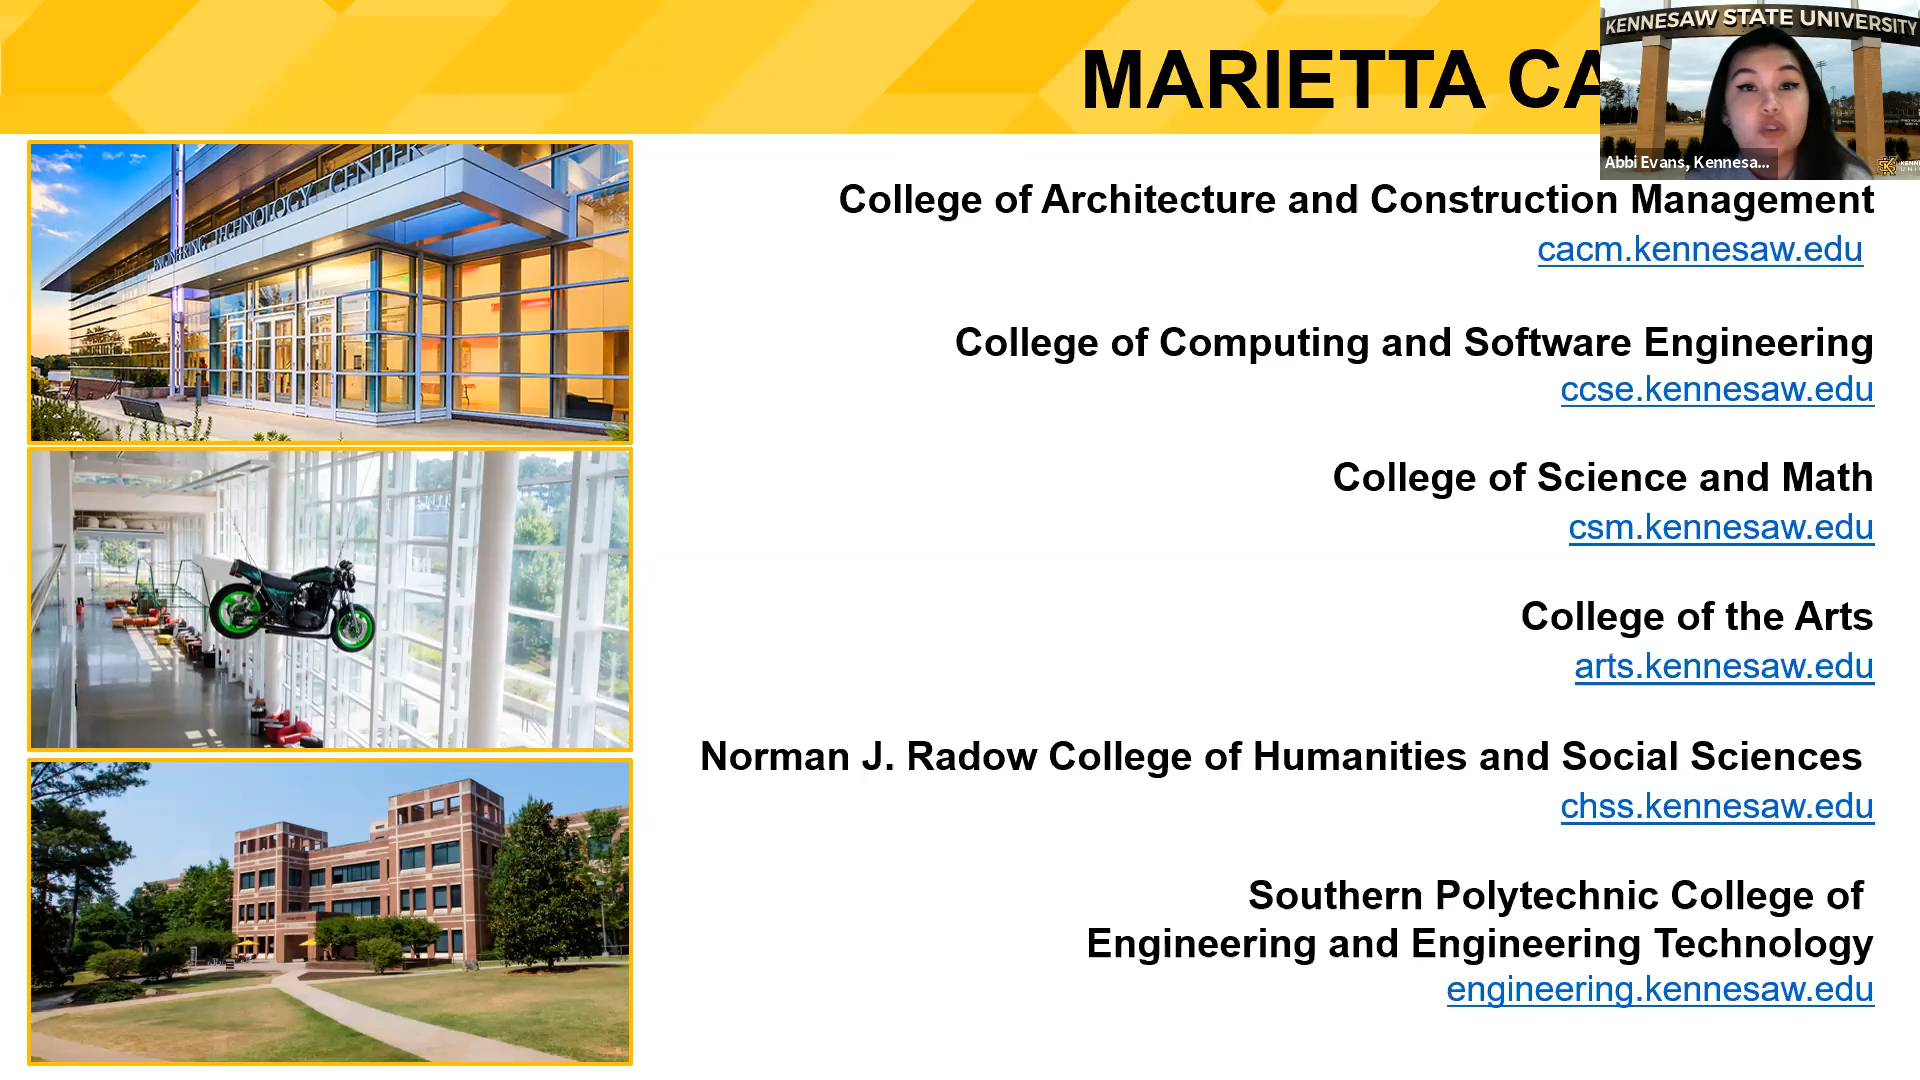 MARIETTA CA
KENNESAW STATE UNIVERSITY
Abbi Evans, Kennesa...
ENGINEERING TECHNOLOGY CENTER
College of Architecture and Construction Management
cacm.kennesaw.edu
College of Computing and Software Engineering
ccse.kennesaw.edu
College of Science and Math
csm.kennesaw.edu
College of the Arts
arts.kennesaw.edu
Norman J. Radow College of Humanities and Social Sciences
chss.kennesaw.edu
Southern Polytechnic College of
Engineering and Engineering Technology
engineering.kennesaw.edu